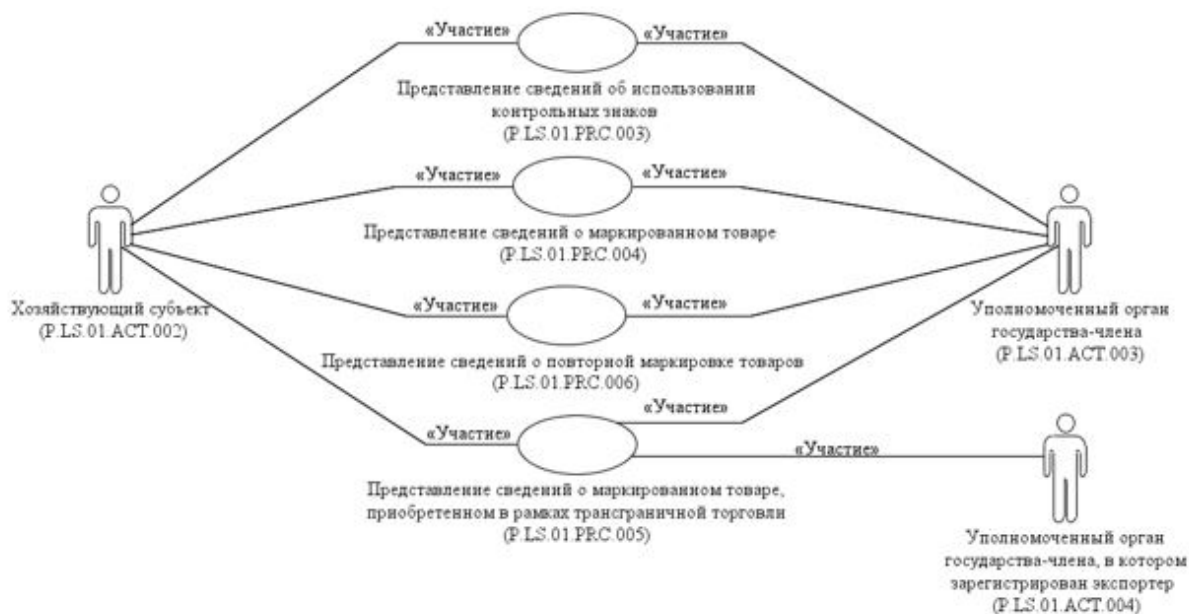 «Участие» «Участие»
Представление сведений об использовании
контрольных знаков
(P.LS.01.PRC.003)
«Участие» «Участие»
Представление сведений о маркированном товаре
(P.LS.01.PRC.004)
Хозяйствующий субъект
(P.LS.01.ACT.002)
Уполномоченный орган
государства-члена
(P.LS.01.ACT.003)
«Участие» «Участие»
Представление сведений о повторной маркировке товаров
(P.LS.01.PRC.006)
«Участие»
«Участие»
«Участие»
Представление сведений о маркированном товаре,
приобретенном в рамках трансграничной торговли
(P.LS.01.PRC.005)
Уполномоченный орган
государства-члена, в котором
зарегистрирован экспортер
(P.LS.01.ACT.004)